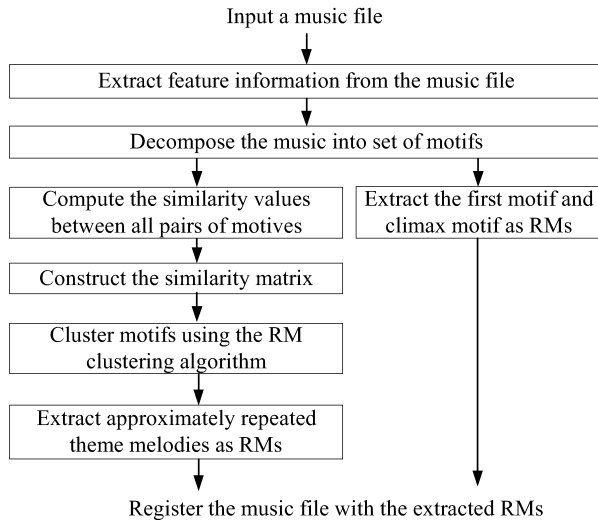 Input a music file
Extract feature information from the music file
Decompose the music into set of motifs
Compute the similarity values
between all pairs of motives
Extract the first motif and
climax motif as RMs
Construct the similarity matrix
Cluster motifs using the RM
clustering algorithm
Extract approximately repeated
theme melodies as RMs
Register the music file with the extracted RMs